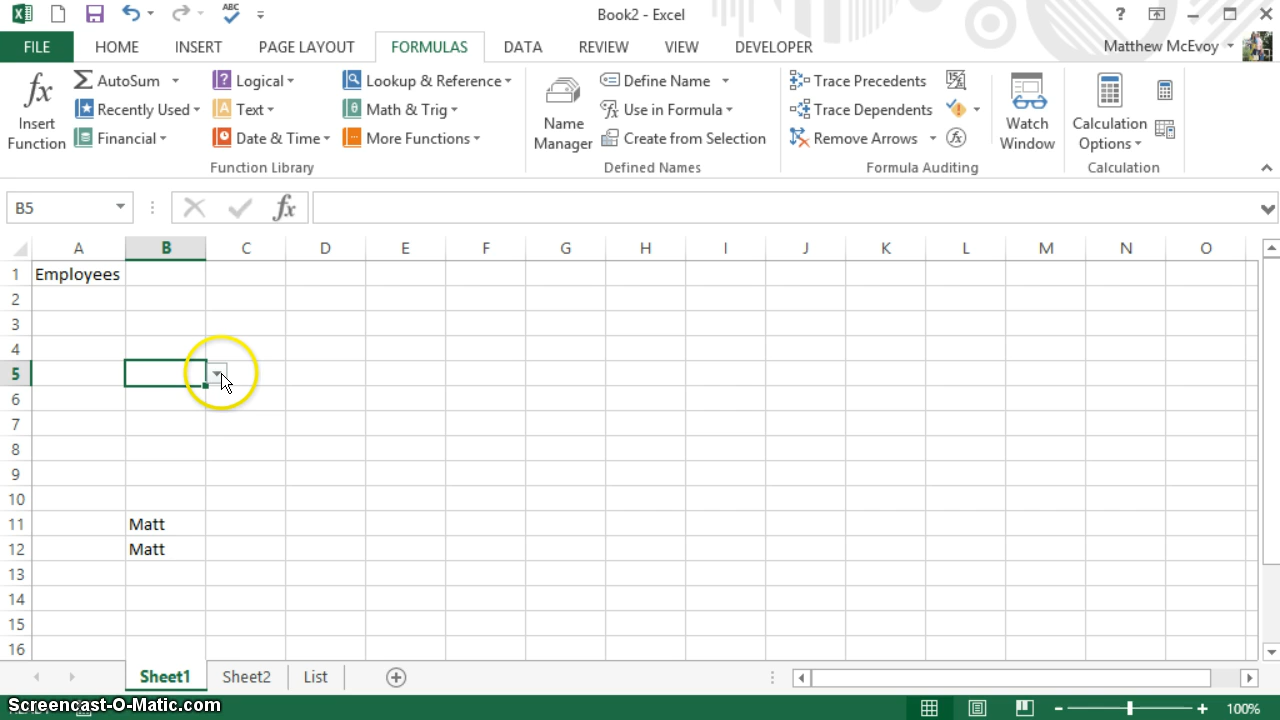 Book2 - Excel
ABC
?
FILE HOME INSERT PAGE LAYOUT FORMULAS DATA REVIEW VIEW DEVELOPER Matthew McEvoy
fx Insert Function
Σ AutoSum
Recently Used
Financial
Logical
Text
Date & Time
Lookup & Reference
Math & Trig
More Functions
Function Library
Name Manager
Define Name
Use in Formula
Create from Selection
Defined Names
Trace Precedents
Trace Dependents
Remove Arrows
Watch Window
Formula Auditing
Calculation Options
Calculation
B5 fx
A B C D E F G H I J K L M N O
1 Employees
2
3
4
5
6
7
8
9
10
11 Matt
12 Matt
13
14
15
16
Sheet1 Sheet2 List
Screencast-O-Matic.com
100%